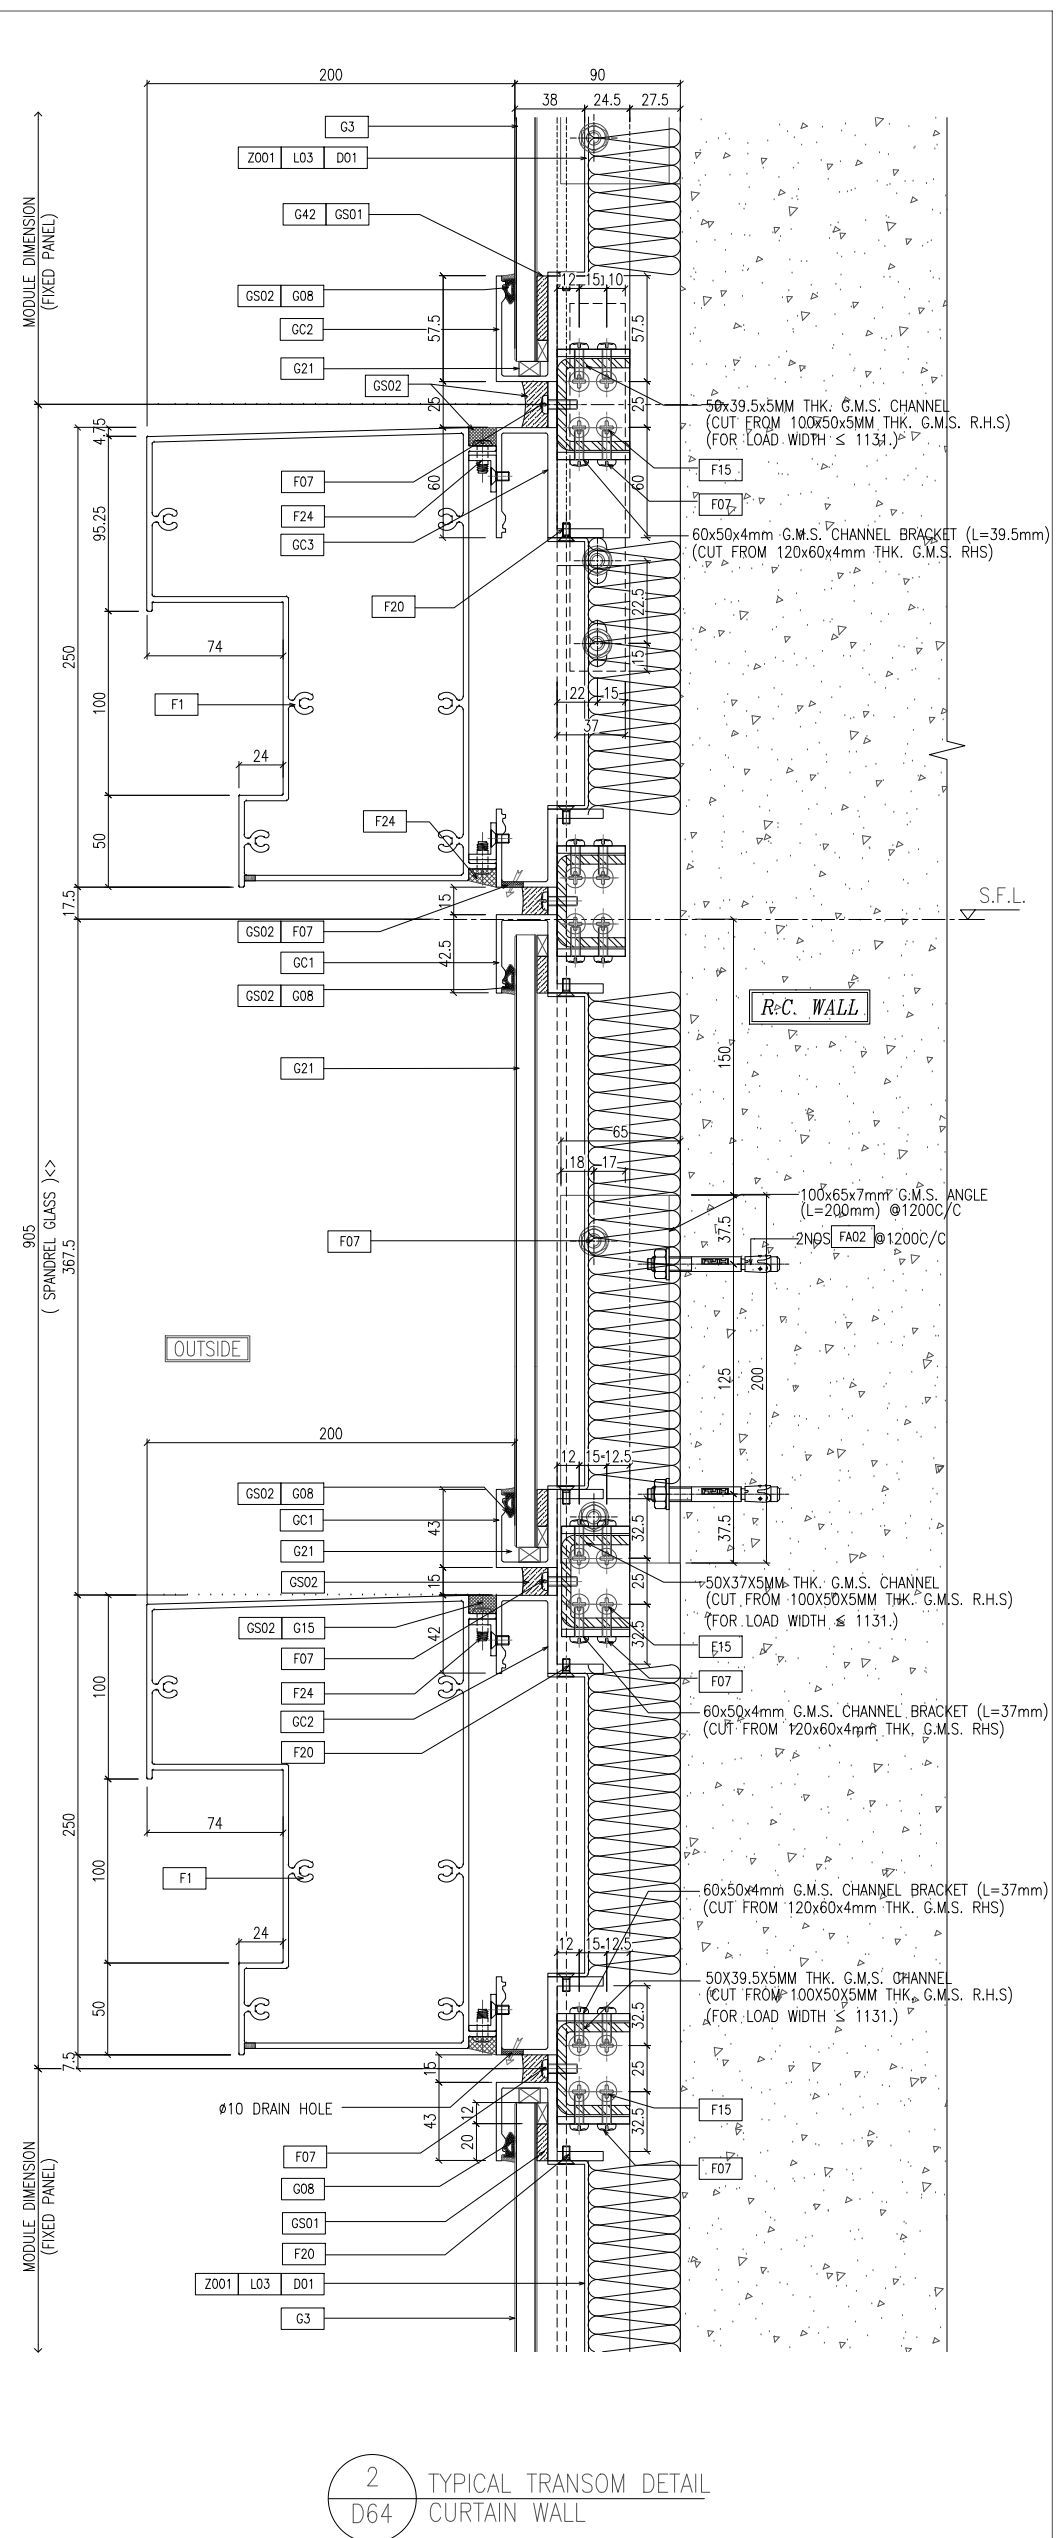 200
90
38
24.5
27.5
G3
Z001 L03 D01
MODULE DIMENSION
(FIXED PANEL)
G42 GS01
12
15
10
GS02 G08
57.5
57.5
GC2
G21
GS02
25
25
50x39.5x5MM THK. G.M.S. CHANNEL
(CUT FROM 100x50x5MM THK. G.M.S. R.H.S)
(FOR LOAD WIDTH ≤ 1131.)
4.75
F15
F07
60
60
F07
F24
95.25
60x50x4mm G.M.S. CHANNEL BRACKET (L=39.5mm)
(CUT FROM 120x60x4mm THK. G.M.S. RHS)
GC3
F20
22.5
15
250
74
22
15
37
F1
100
24
F24
50
17.5
15
S.F.L.
GS02 F07
GC1
42.5
GS02 G08
R.C. WALL
G21
150
65
18
17
100x65x7mm G.M.S. ANGLE
(L=200mm) @1200C/C
37.5
905
( SPANDREL GLASS )<>
367.5
F07
2NOS FA02 @1200C/C
OUTSIDE
125
200
200
12
15
12.5
GS02 G08
GC1
43
32.5
37.5
G21
GS02
15
25
50X37X5MM THK. G.M.S. CHANNEL
(CUT FROM 100X50X5MM THK. G.M.S. R.H.S)
(FOR LOAD WIDTH ≤ 1131.)
GS02 G15
42
32.5
F15
F07
F07
F24
100
GC2
60x50x4mm G.M.S. CHANNEL BRACKET (L=37mm)
(CUT FROM 120x60x4mm THK. G.M.S. RHS)
F20
250
74
F1
100
60x50x4mm G.M.S. CHANNEL BRACKET (L=37mm)
(CUT FROM 120x60x4mm THK. G.M.S. RHS)
24
12
15
12.5
50X39.5X5MM THK. G.M.S. CHANNEL
(CUT FROM 100X50X5MM THK. G.M.S. R.H.S)
(FOR LOAD WIDTH ≤ 1131.)
50
32.5
7.5
15
25
ø10 DRAIN HOLE
43
12
20
32.5
F15
F07
F07
G08
GS01
F20
MODULE DIMENSION
(FIXED PANEL)
Z001 L03 D01
G3
2
D64
TYPICAL TRANSOM DETAIL
CURTAIN WALL